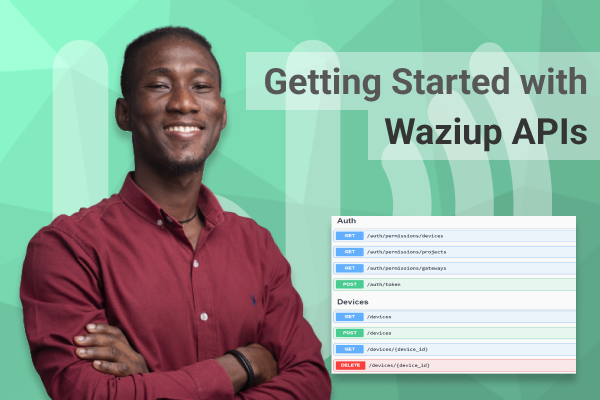 Getting Started with
Waziup APIs
Auth
GET /auth/permissions/devices
GET /auth/permissions/projects
GET /auth/permissions/gateways
POST /auth/token
Devices
GET /devices
POST /devices
GET /devices/{device_id}
DELETE /devices/{device_id}